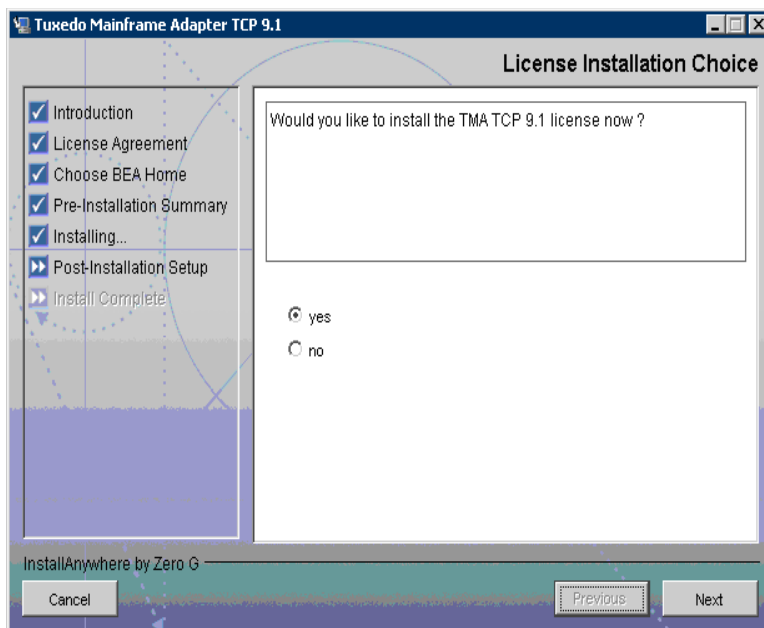 Tuxedo Mainframe Adapter TCP 9.1
License Installation Choice
Introduction
License Agreement
Choose BEA Home
Pre-Installation Summary
Installing...
Post-Installation Setup
Install Complete
Would you like to install the TMA TCP 9.1 license now ?
yes
no
InstallAnywhere by Zero G
Cancel
Previous
Next